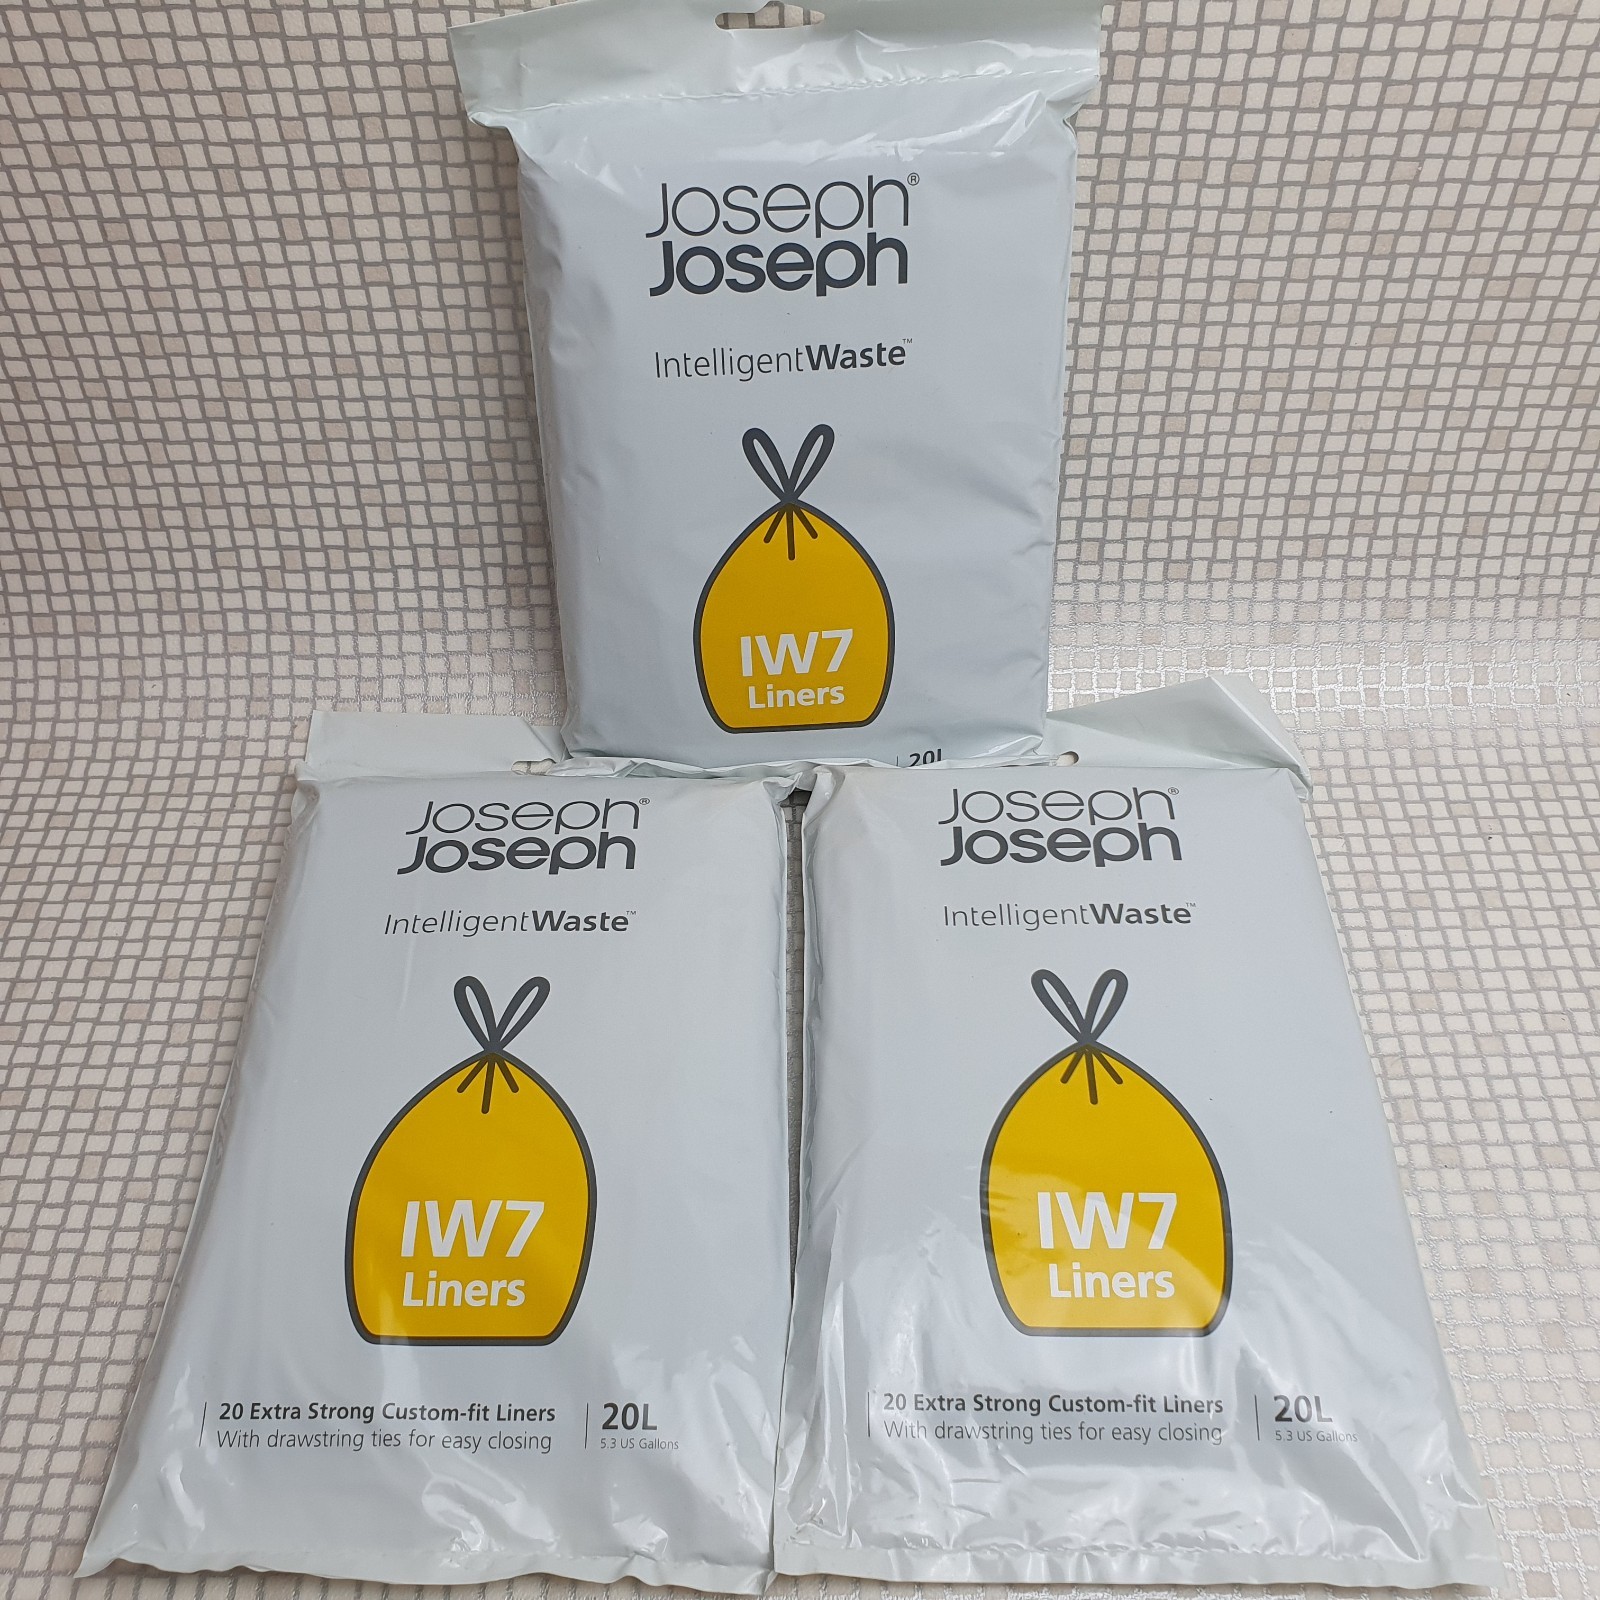 Joseph®
Joseph
IntelligentWaste™
IW7
Liners
20L
Joseph®
Joseph
IntelligentWaste™
IW7
Liners
20 Extra Strong Custom-fit Liners
With drawstring ties for easy closing
20L
5.3 US Gallons
Joseph®
Joseph
IntelligentWaste™
IW7
Liners
20 Extra Strong Custom-fit Liners
With drawstring ties for easy closing
20L
5.3 US Gallons